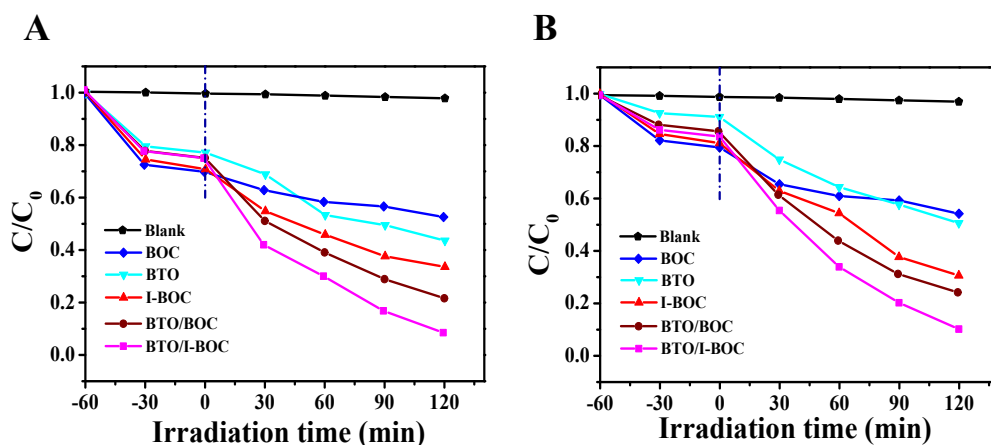 A
C/C0
1.0
0.8
0.6
0.4
0.2
0.0
Blank
BOC
BTO
I-BOC
BTO/BOC
BTO/I-BOC
-60 -30 0 30 60 90 120
Irradiation time (min)
B
C/C0
1.0
0.8
0.6
0.4
0.2
0.0
Blank
BOC
BTO
I-BOC
BTO/BOC
BTO/I-BOC
-60 -30 0 30 60 90 120
Irradiation time (min)